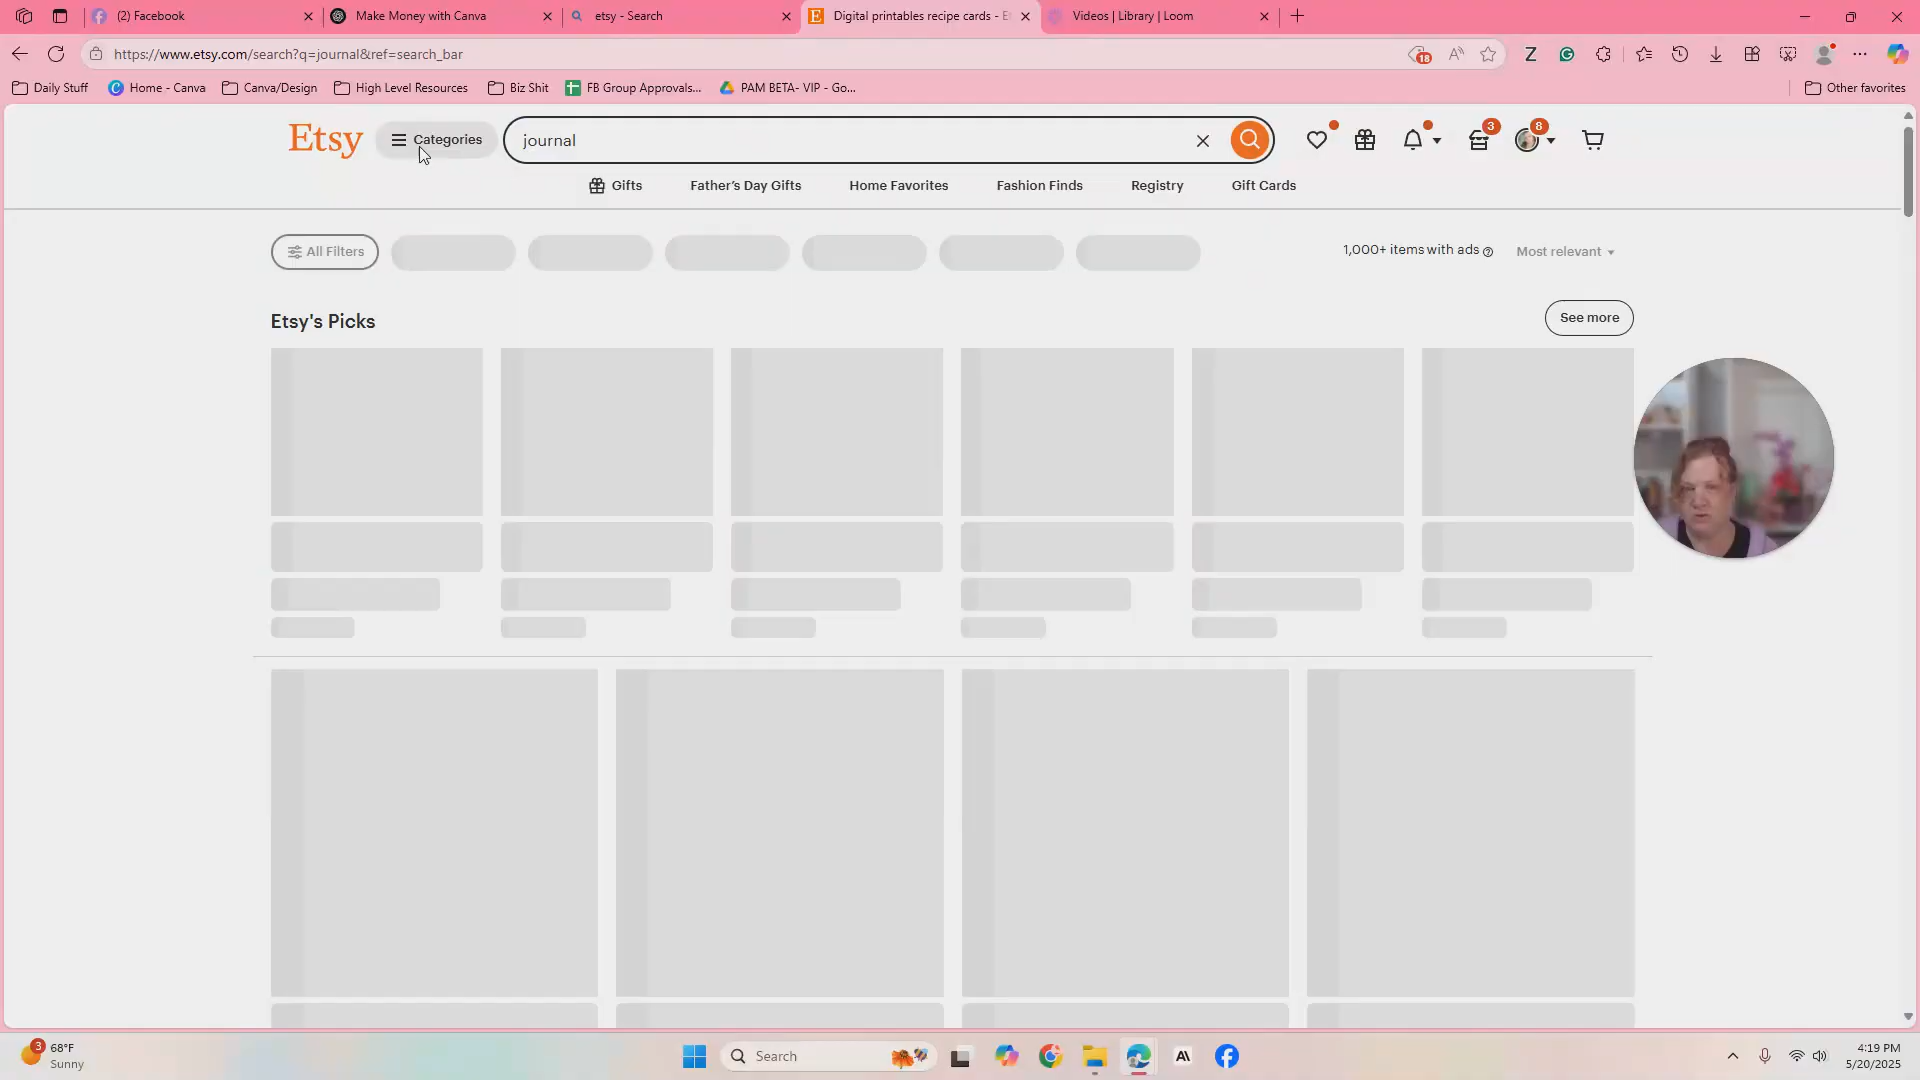 (2) Facebook
Make Money with Canva
etsy - Search
Digital printables recipe cards - E
Videos | Library | Loom
https://www.etsy.com/search?q=journal&ref=search_bar
18
Daily Stuff
Home - Canva
Canva/Design
High Level Resources
Biz Shit
FB Group Approvals...
PAM BETA- VIP - Go...
Other favorites
Etsy
Categories
journal
3
8
Gifts
Father's Day Gifts
Home Favorites
Fashion Finds
Registry
Gift Cards
All Filters
1,000+ items with ads
Most relevant
Etsy's Picks
See more
3
68°F
Sunny
Search
4:19 PM
5/20/2025